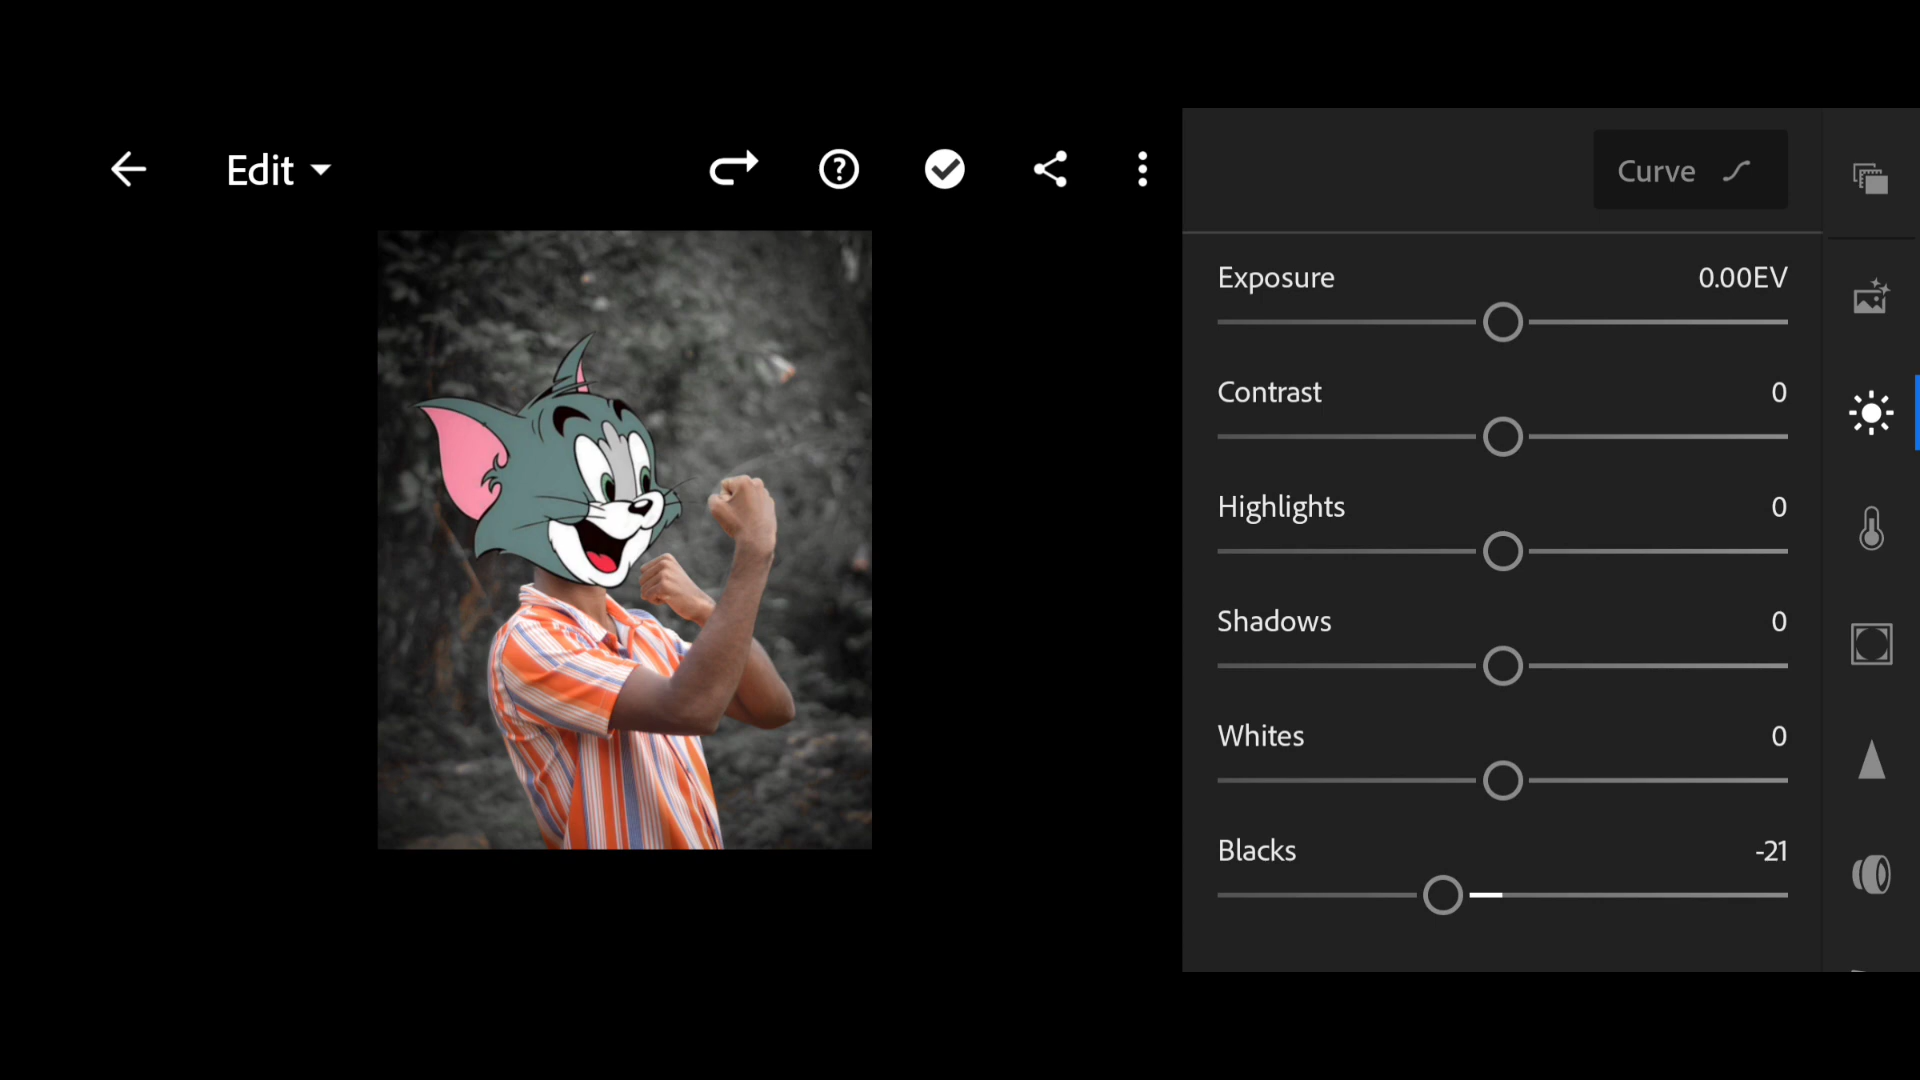 Edit
Curve
Exposure 0.00EV
Contrast 0
Highlights 0
Shadows 0
Whites 0
Blacks -21